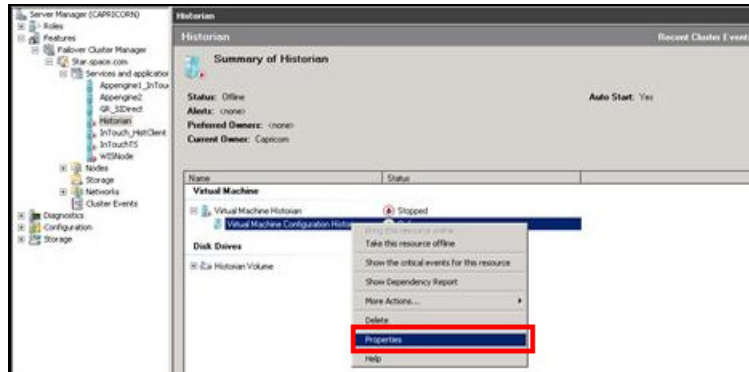 Server Manager (CAPRICORN)
Roles
Features
Failover Cluster Manager
Star.space.com
Services and application
Appengine1_InTou
Appengine2
GR_SIDirect
Historian
InTouch_HistClient
InTouchTS
WISNode
Nodes
Storage
Networks
Cluster Events
Diagnostics
Configuration
Storage
Historian
Historian
Recent Cluster Event
Summary of Historian
Status: Offline
Auto Start: Yes
Alerts: <none>
Preferred Owners: <none>
Current Owner: Capricorn
Name
Status
Virtual Machine
Virtual Machine Historian
Stopped
Virtual Machine Configuration Histo
Disk Drives
Historian Volume
Bring this resource online
Take this resource offline
Show the critical events for this resource
Show Dependency Report
More Actions...
Delete
Properties
Help